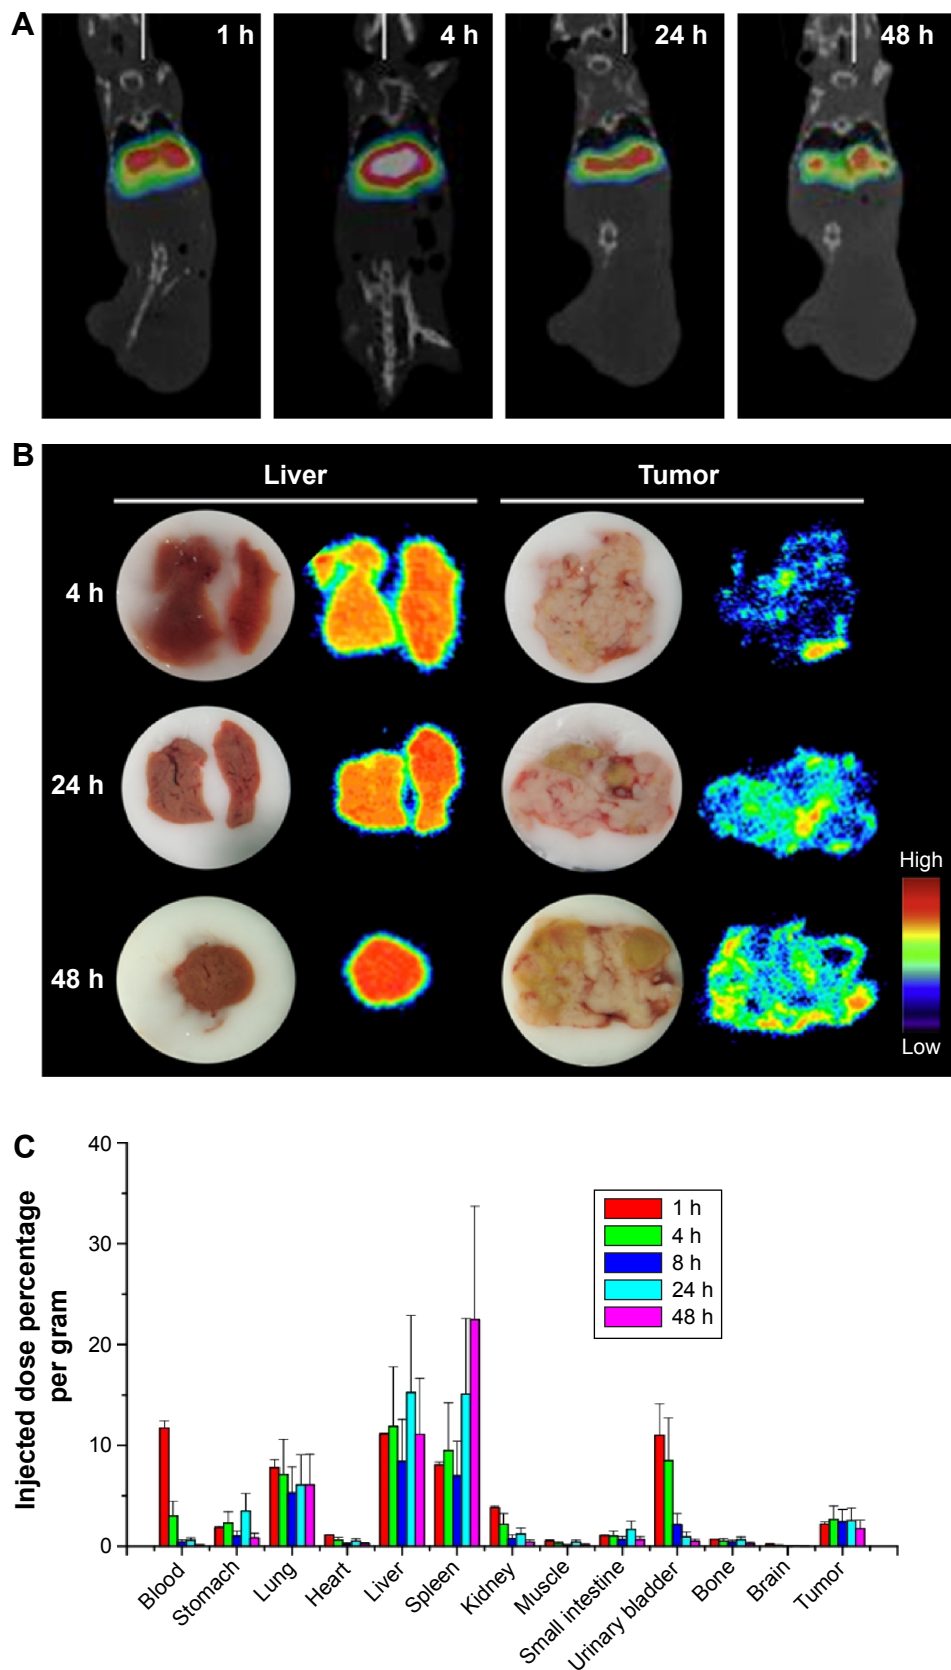 A
1 h
4 h
24 h
48 h
B
Liver
Tumor
4 h
24 h
48 h
High
Low
C
Injected dose percentage
per gram
40
30
20
10
0
1 h
4 h
8 h
24 h
48 h
Blood
Stomach
Lung
Heart
Liver
Spleen
Kidney
Muscle
Small intestine
Urinary bladder
Bone
Brain
Tumor